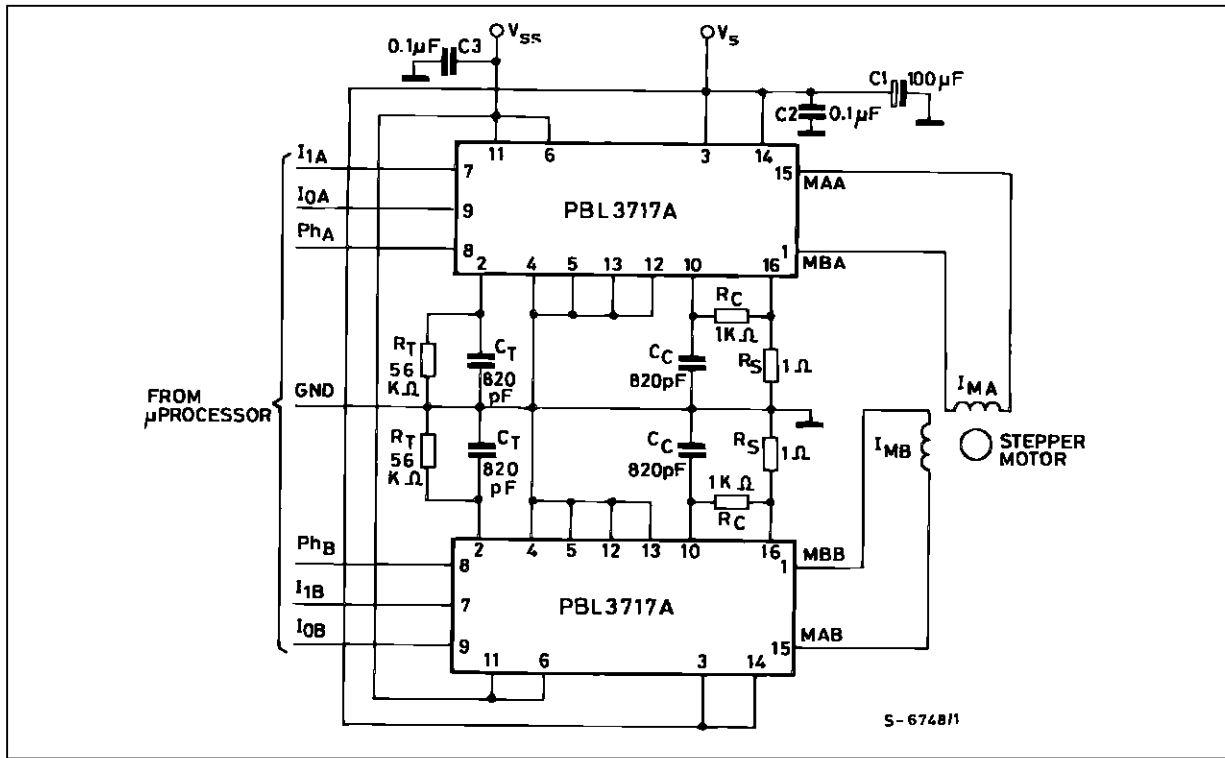 Vss
Vs
0.1µF C3
C1 100µF
C2 0.1µF
11 6 3 14
I1A 7
I0A 9
PhA 8
PBL3717A
15 MAA
1 MBA
2 4 5 13 12 10 16
RC
1KΩ
RT
56
KΩ
CT
820
pF
CC
820pF
RS
1Ω
FROM
µPROCESSOR
GND
IMA
IMB
STEPPER
MOTOR
RT
56
KΩ
CT
820
pF
CC
820pF
RS
1Ω
1KΩ
RC
2 4 5 12 13 10 16
PhB 8
I1B 7
I0B 9
PBL3717A
1 MBB
15 MAB
11 6 3 14
S-6748/1